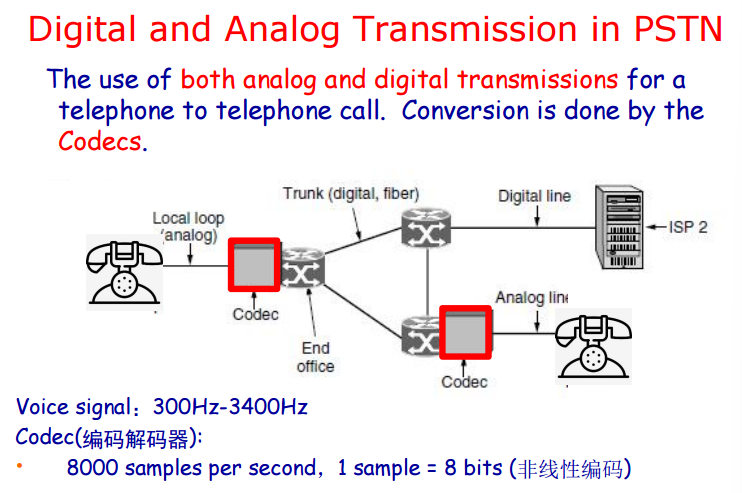 Digital and Analog Transmission in PSTN
The use of both analog and digital transmissions for a
telephone to telephone call. Conversion is done by the
Codecs.
Trunk (digital, fiber)
Digital line
Local loop
(analog)
ISP 2
Analog line
Codec
End
office
Codec
Voice signal：300Hz-3400Hz
Codec(编码解码器):
• 8000 samples per second，1 sample = 8 bits (非线性编码)